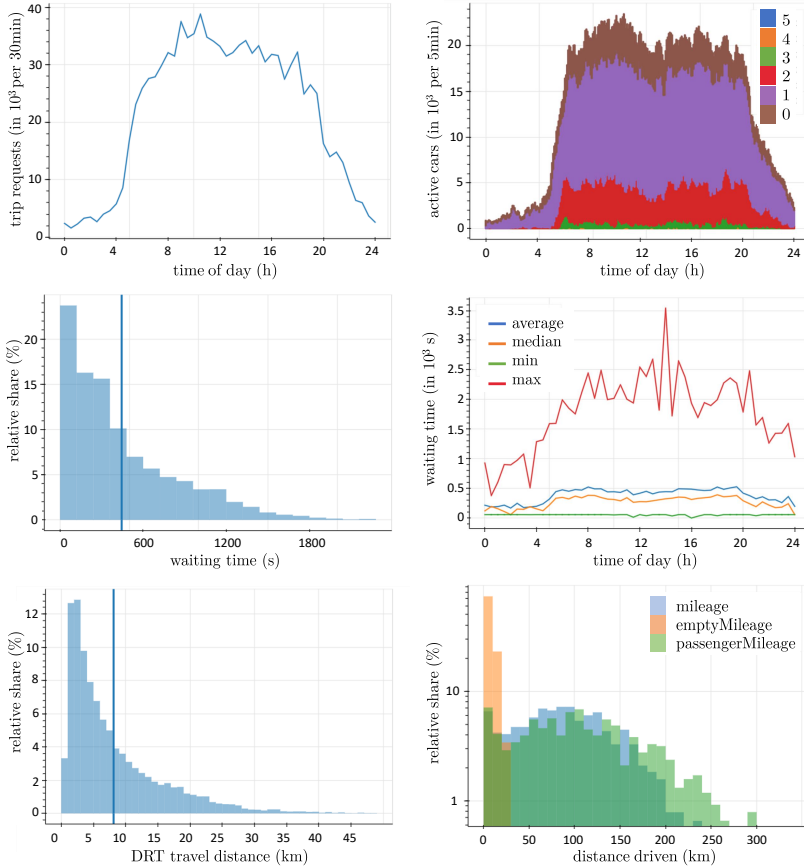 trip requests (in 10³ per 30min)
40
30
20
10
0
0 4 8 12 16 20 24
time of day (h)
active cars (in 10³ per 5min)
20
15
10
5
0
0 4 8 12 16 20 24
time of day (h)
5
4
3
2
1
0
relative share (%)
20
15
10
5
0
0 600 1200 1800
waiting time (s)
waiting time (in 10³ s)
3.5
3
2.5
2
1.5
1
0.5
0
0 4 8 12 16 20 24
time of day (h)
average
median
min
max
relative share (%)
12
10
8
6
4
2
0
0 5 10 15 20 25 30 35 40 45
DRT travel distance (km)
relative share (%)
10
1
0 50 100 150 200 250 300
distance driven (km)
mileage
emptyMileage
passengerMileage